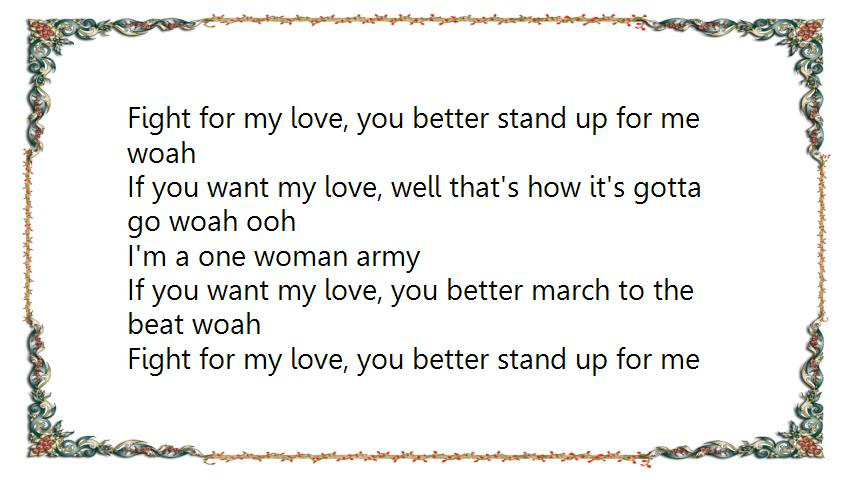 Fight for my love, you better stand up for me
woah
If you want my love, well that's how it's gotta
go woah ooh
I'm a one woman army
If you want my love, you better march to the
beat woah
Fight for my love, you better stand up for me